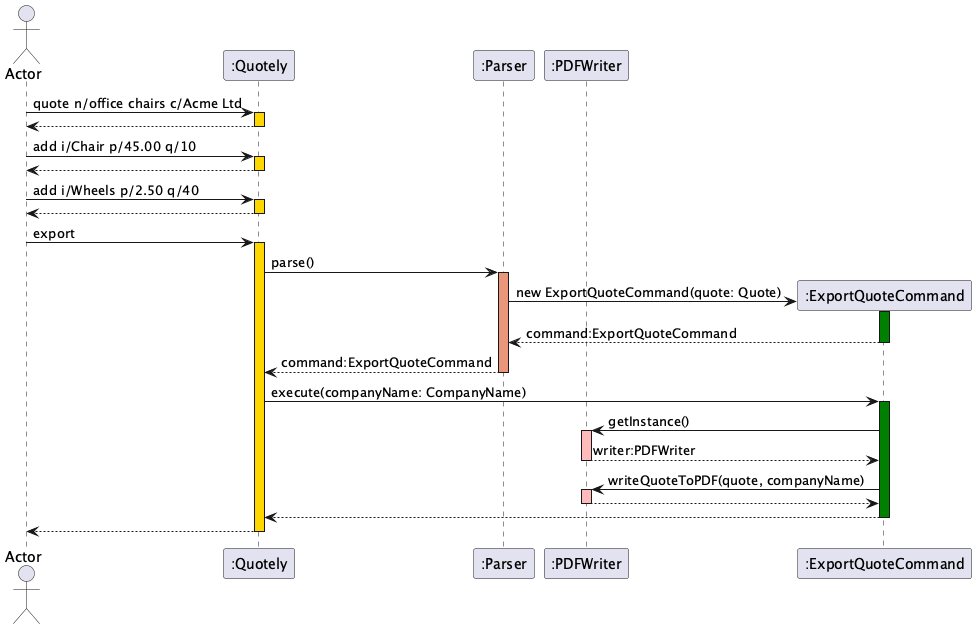 Actor
:Quotely
:Parser
:PDFWriter
quote n/office chairs c/Acme Ltd
add i/Chair p/45.00 q/10
add i/Wheels p/2.50 q/40
export
parse()
new ExportQuoteCommand(quote: Quote)
:ExportQuoteCommand
command:ExportQuoteCommand
command:ExportQuoteCommand
execute(companyName: CompanyName)
getInstance()
writer:PDFWriter
writeQuoteToPDF(quote, companyName)
Actor
:Quotely
:Parser
:PDFWriter
:ExportQuoteCommand